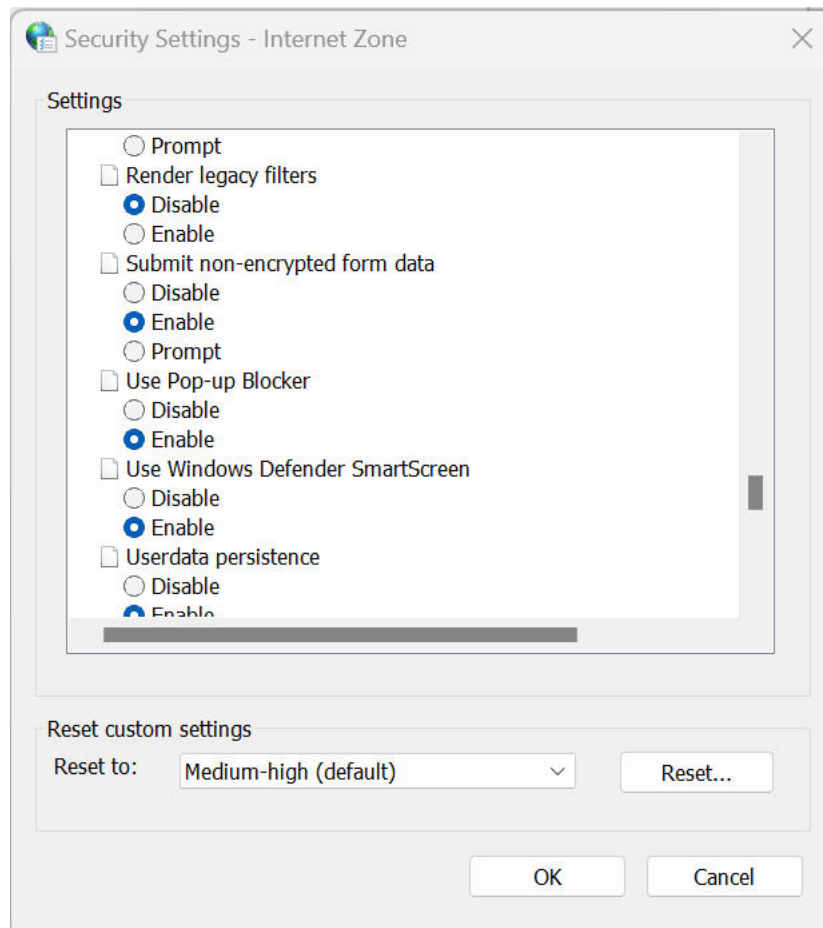 Security Settings - Internet Zone
Settings
Prompt
Render legacy filters
Disable
Enable
Submit non-encrypted form data
Disable
Enable
Prompt
Use Pop-up Blocker
Disable
Enable
Use Windows Defender SmartScreen
Disable
Enable
Userdata persistence
Disable
Enable
Reset custom settings
Reset to: Medium-high (default) Reset...
OK Cancel